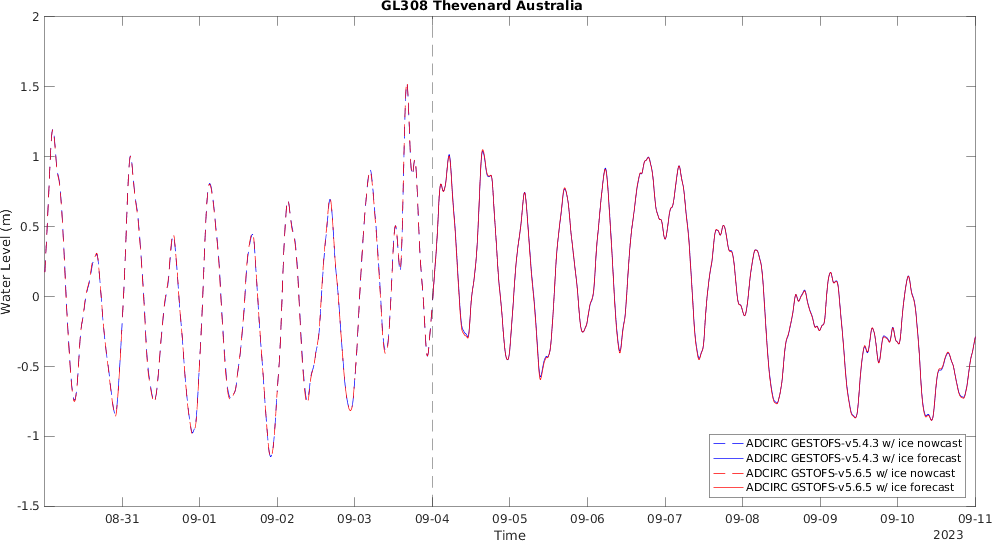 GL308 Thevenard Australia
2
1.5
1
0.5
0
-0.5
-1
-1.5
Water Level (m)
08-31 09-01 09-02 09-03 09-04 09-05 09-06 09-07 09-08 09-09 09-10 09-11
Time
2023
ADCIRC GESTOFS-v5.4.3 w/ ice nowcast
ADCIRC GESTOFS-v5.4.3 w/ ice forecast
ADCIRC GSTOFS-v5.6.5 w/ ice nowcast
ADCIRC GSTOFS-v5.6.5 w/ ice forecast